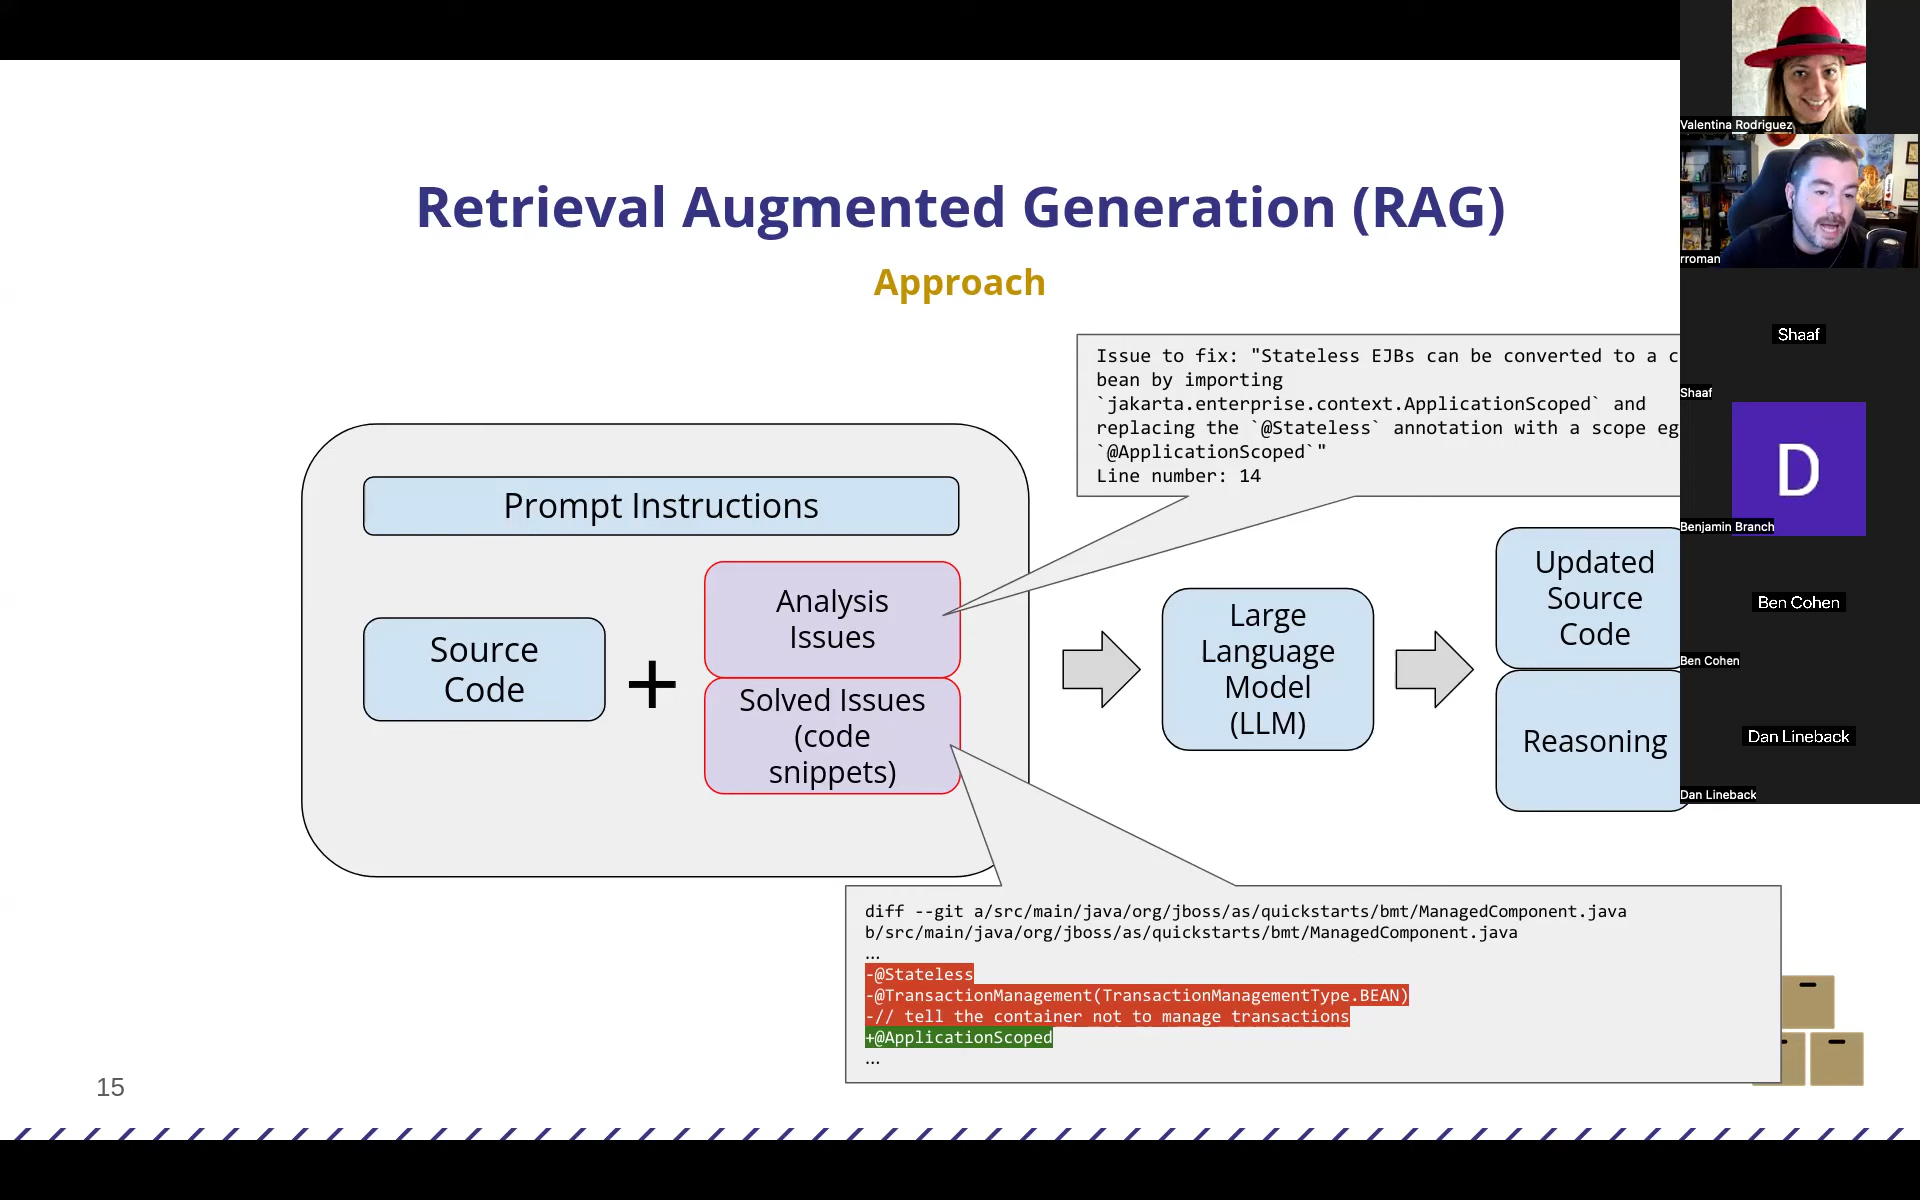 Retrieval Augmented Generation (RAG)
Approach
Issue to fix: "Stateless EJBs can be converted to a c
bean by importing
`jakarta.enterprise.context.ApplicationScoped` and
replacing the `@Stateless` annotation with a scope eg
`@ApplicationScoped`"
Line number: 14
Prompt Instructions
Source
Code
+
Analysis
Issues
Solved Issues
(code
snippets)
Large
Language
Model
(LLM)
Updated
Source
Code
Reasoning
diff --git a/src/main/java/org/jboss/as/quickstarts/bmt/ManagedComponent.java
b/src/main/java/org/jboss/as/quickstarts/bmt/ManagedComponent.java
...
-@Stateless
-@TransactionManagement(TransactionManagementType.BEAN)
-// tell the container not to manage transactions
+@ApplicationScoped
...
15
Valentina Rodriguez
rroman
Shaaf
Shaaf
D
Benjamin Branch
Ben Cohen
Ben Cohen
Dan Lineback
Dan Lineback